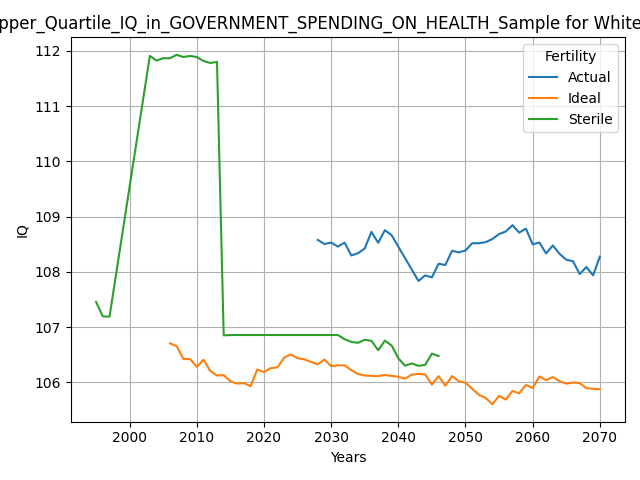 pper_Quartile_IQ_in_GOVERNMENT_SPENDING_ON_HEALTH_Sample for White
112
111
110
109
108
107
106
IQ
Fertility
Actual
Ideal
Sterile
2000 2010 2020 2030 2040 2050 2060 2070
Years